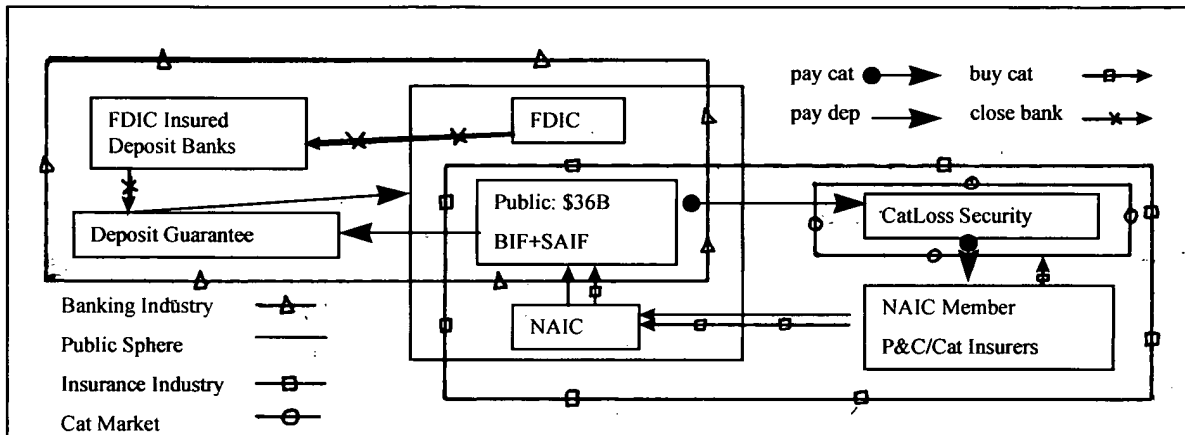 pay cat
buy cat
pay dep
close bank
FDIC Insured
Deposit Banks
FDIC
Public: $36B
BIF+SAIF
CatLoss Security
Deposit Guarantee
NAIC
NAIC Member
P&C/Cat Insurers
Banking Industry
Public Sphere
Insurance Industry
Cat Market